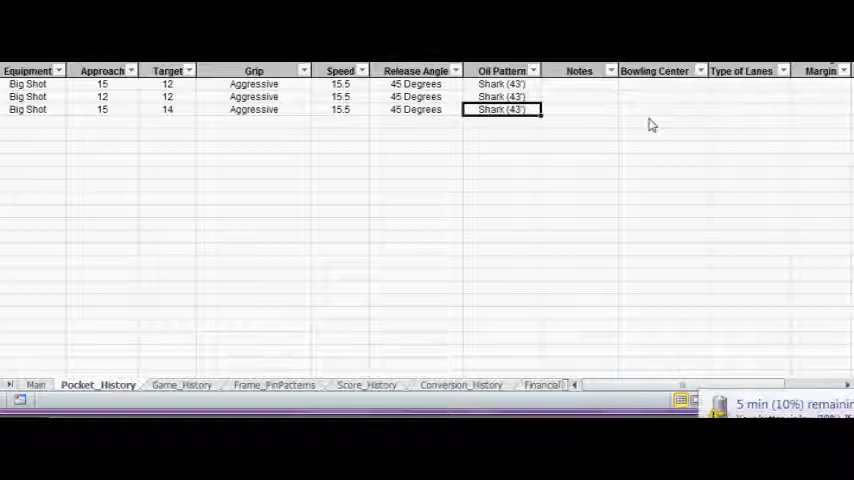 Equipment Approach Target Grip Speed Release Angle Oil Pattern Notes Bowling Center Type of Lanes Margin
Big Shot 15 12 Aggressive 15.5 45 Degrees Shark (43')
Big Shot 12 12 Aggressive 15.5 45 Degrees Shark (43')
Big Shot 15 14 Aggressive 15.5 45 Degrees Shark (43')
Main Pocket_History Game_History Frame_PinPatterns Score_History Conversion_History Financial
5 min (10%) remainin